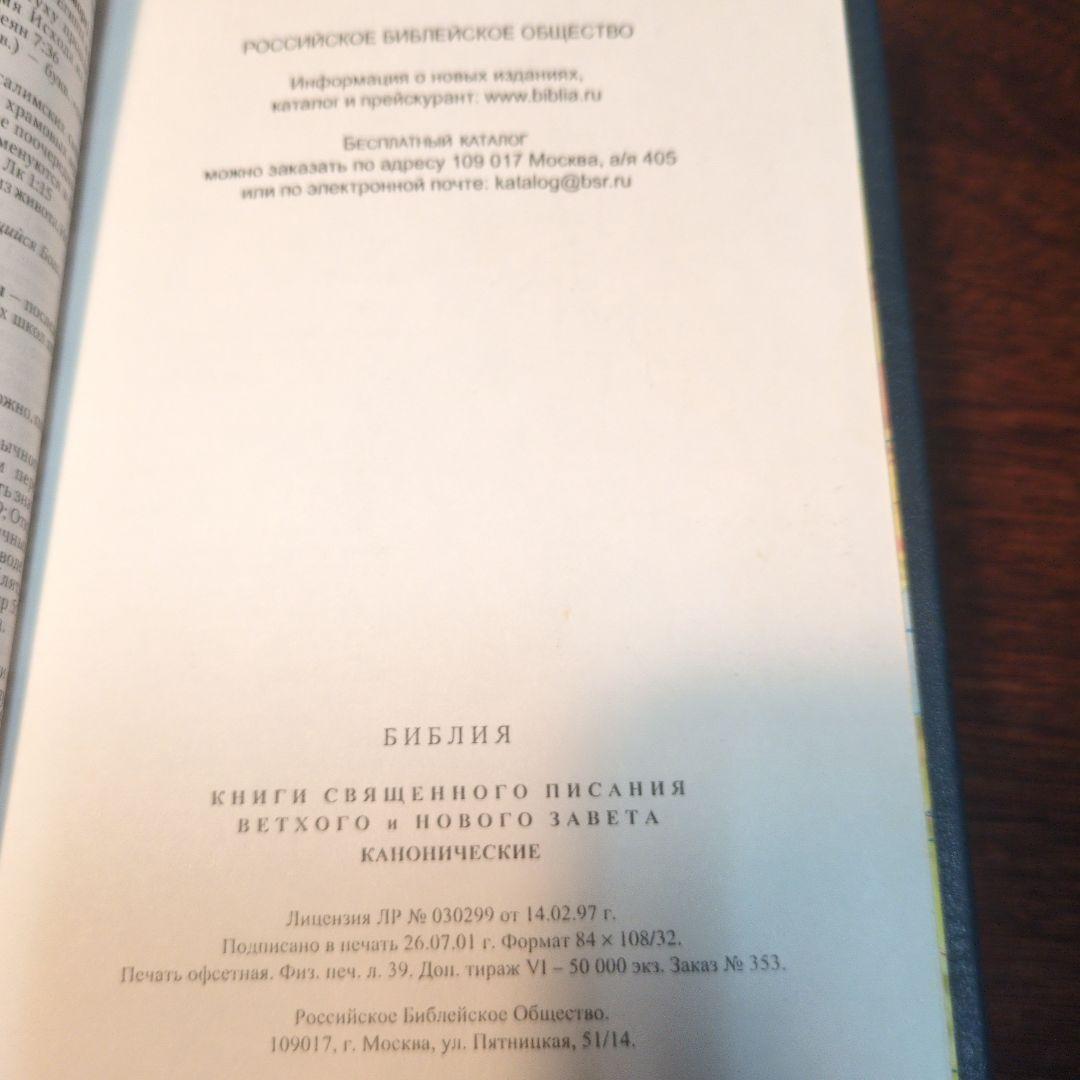 РОССИЙСКОЕ БИБЛЕЙСКОЕ ОБЩЕСТВО
Информация о новых изданиях,
каталог и прейскурант: www.biblia.ru
БЕСПЛАТНЫЙ КАТАЛОГ
можно заказать по адресу 109 017 Москва, а/я 405
или по электронной почте: katalog@bsr.ru
БИБЛИЯ
КНИГИ СВЯЩЕННОГО ПИСАНИЯ
ВЕТХОГО и НОВОГО ЗАВЕТА
КАНОНИЧЕСКИЕ
Лицензия ЛР № 030299 от 14.02.97 г.
Подписано в печать 26.07.01 г. Формат 84 × 108/32.
Печать офсетная. Физ. печ. л. 39. Доп. тираж VI – 50 000 экз. Заказ № 353.
Российское Библейское Общество.
109017, г. Москва, ул. Пятницкая, 51/14.